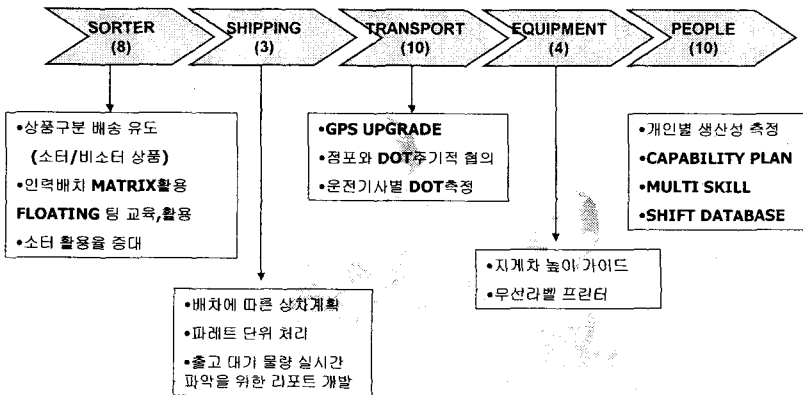 SORTER
(8)
SHIPPING
(3)
TRANSPORT
(10)
EQUIPMENT
(4)
PEOPLE
(10)
•상품구분 배송 유도
(소터/비소터 상품)
•인력배치 MATRIX활용
FLOATING 팅 교육,활용
•소터 활용율 증대
•배차에 따른 상차계획
•파레트 단위 처리
•출고 대기 물량 실시간
파악을 위한 리포트 개발
•GPS UPGRADE
•점포와 DOT주기적 협의
•운전기사별 DOT측정
•지게차 높이 가이드
•무선라벨 프린터
•개인별 생산성 측정
•CAPABILITY PLAN
•MULTI SKILL
•SHIFT DATABASE